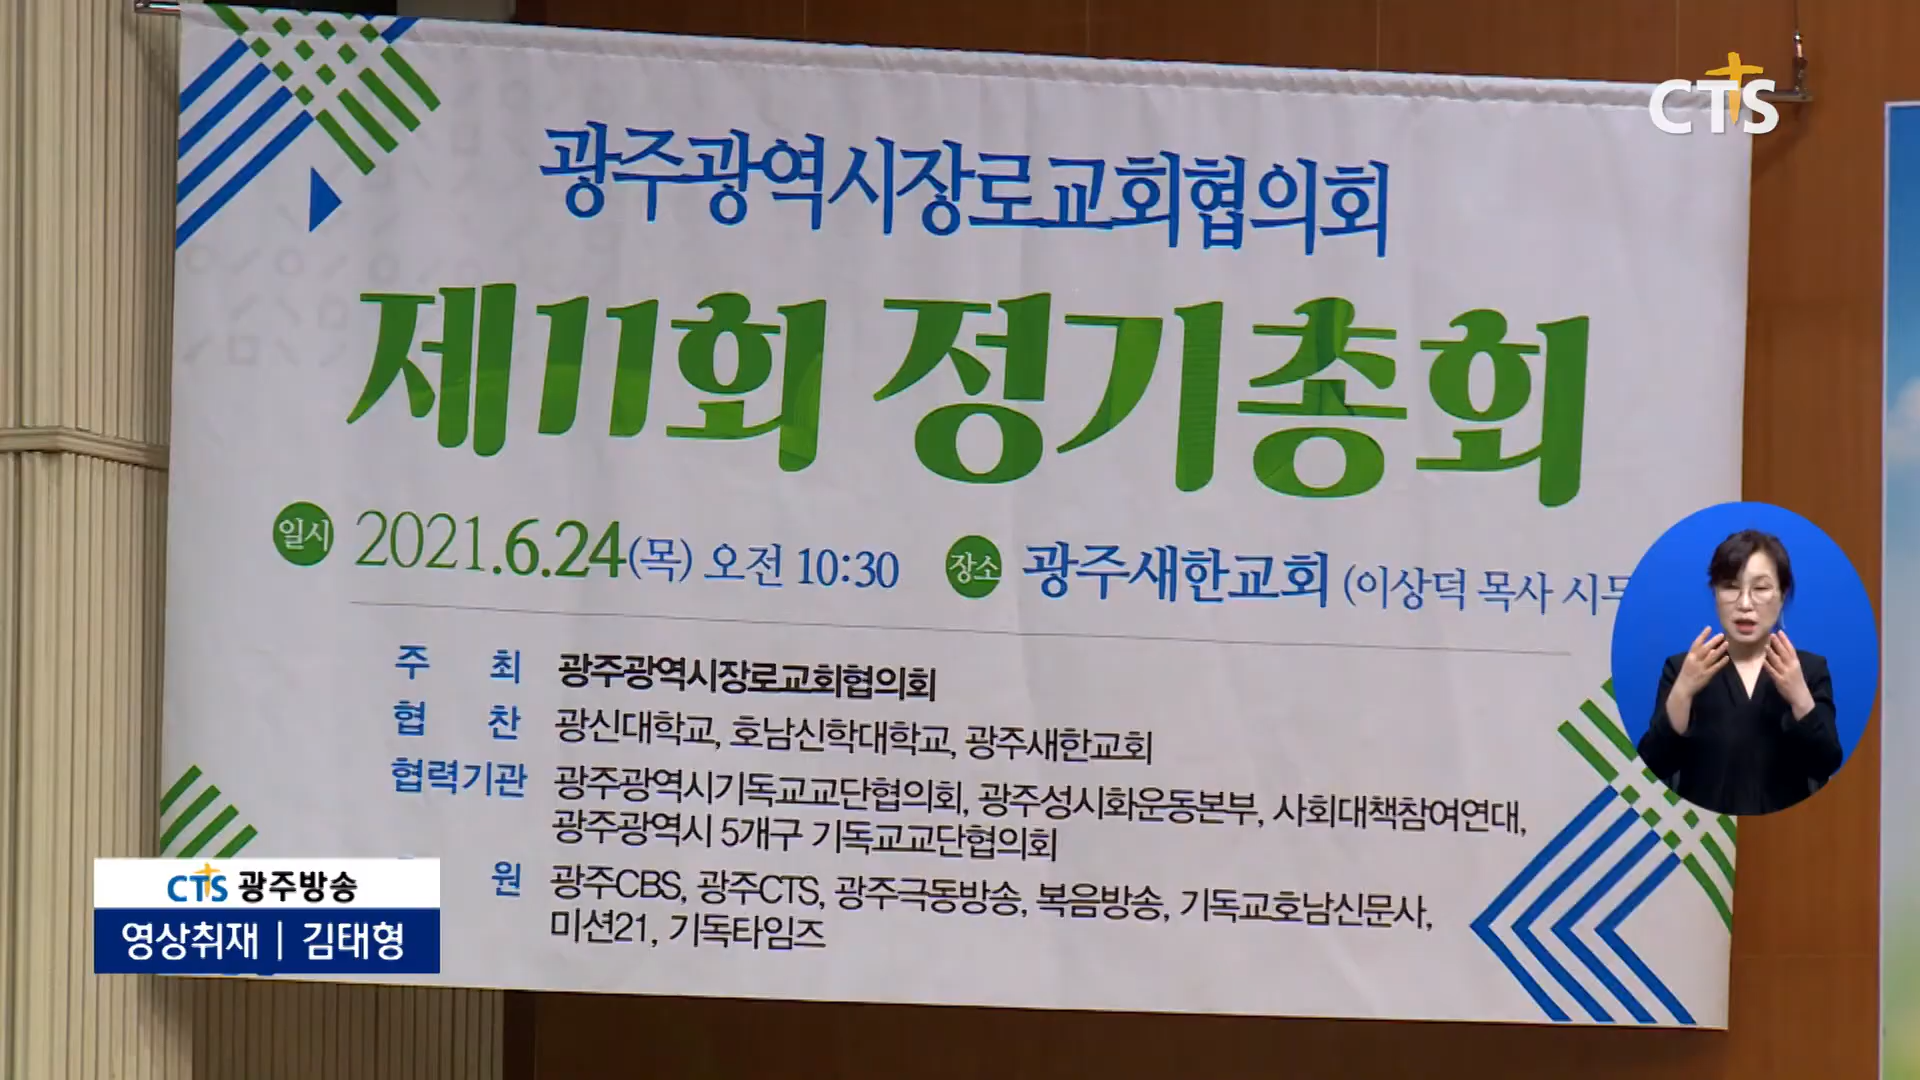 CTS
광주광역시장로교회협의회
제11회 정기총회
일시 2021.6.24(목) 오전 10:30 장소 광주새한교회 (이상덕 목사 시무
주 최 광주광역시장로교회협의회
협 찬 광신대학교, 호남신학대학교, 광주새한교회
협력기관 광주광역시기독교교단협의회, 광주성시화운동본부, 사회대책참여연대,
광주광역시 5개구 기독교교단협의회
원 광주CBS, 광주CTS, 광주극동방송, 복음방송, 기독교호남신문사,
미션21, 기독타임즈
CTS 광주방송
영상취재 | 김태형